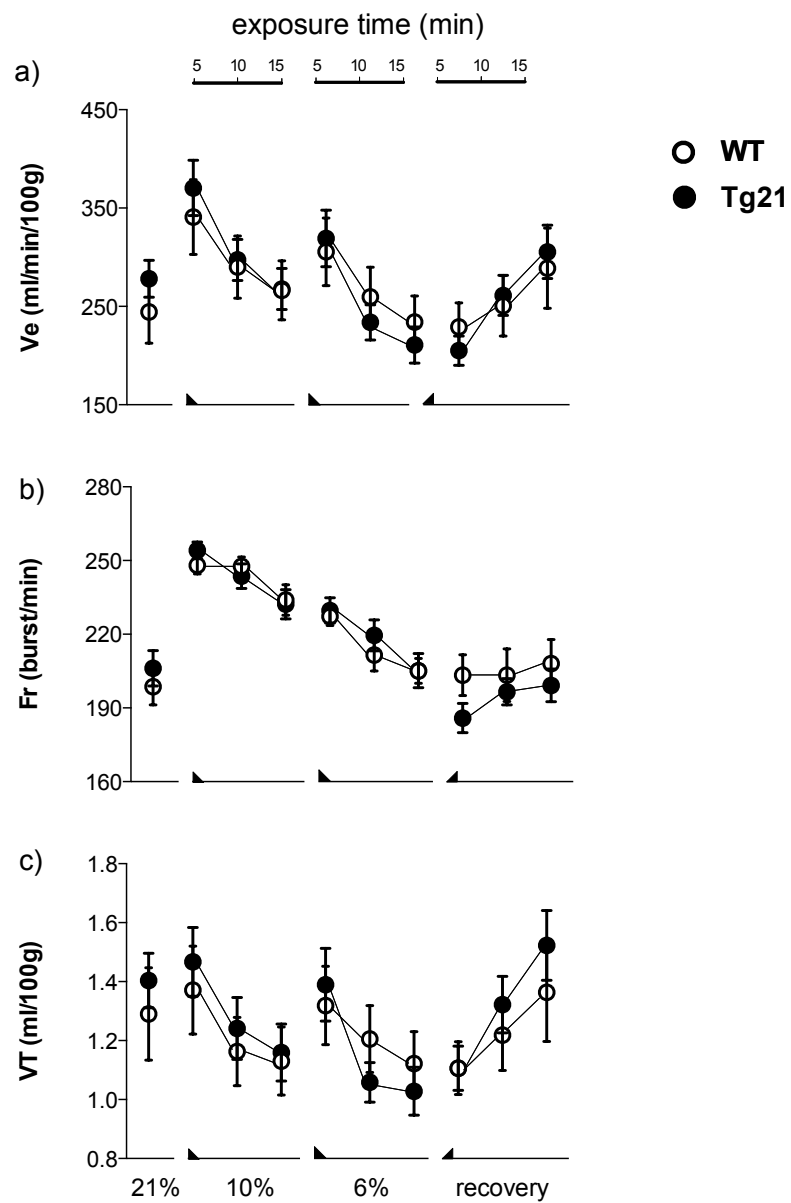 exposure time (min)
a)
5 10 15 5 10 15 5 10 15
450
350
250
150
Ve (ml/min/100g)
WT
Tg21
b)
280
250
220
190
160
Fr (burst/min)
c)
1.8
1.6
1.4
1.2
1.0
0.8
VT (ml/100g)
21% 10% 6% recovery